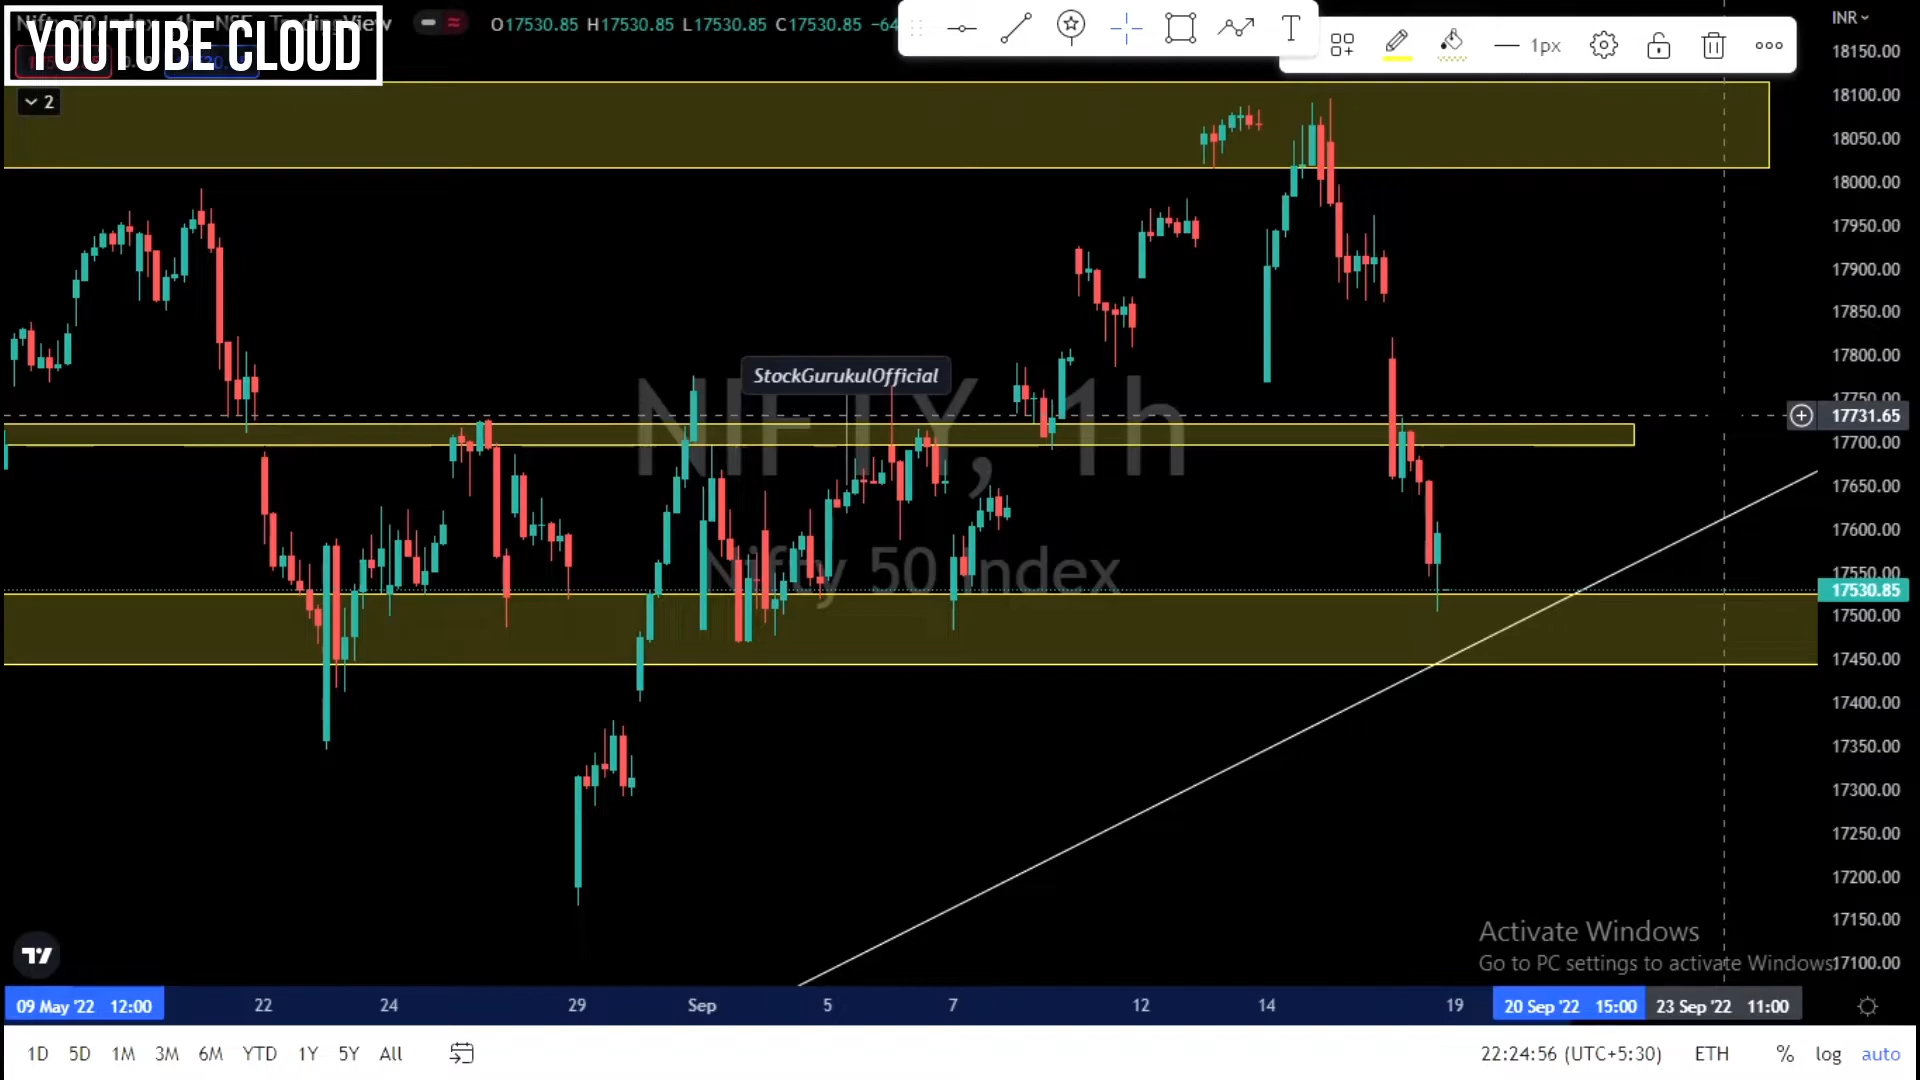 YOUTUBE CLOUD
O17530.85 H17530.85 L17530.85 C17530.85 −64
T
1px
INR
2
18150.00
18100.00
18050.00
18000.00
17950.00
17900.00
17850.00
17800.00
17750.00
17731.65
17700.00
17650.00
17600.00
17550.00
17530.85
17500.00
17450.00
17400.00
17350.00
17300.00
17250.00
17200.00
17150.00
17100.00
StockGurukulOfficial
NIFTY, 1h
Nifty 50 Index
Activate Windows
Go to PC settings to activate Windows.
09 May '22 12:00
22
24
29
Sep
5
7
12
14
19
20 Sep '22 15:00
23 Sep '22 11:00
1D 5D 1M 3M 6M YTD 1Y 5Y All
22:24:56 (UTC+5:30) ETH % log auto